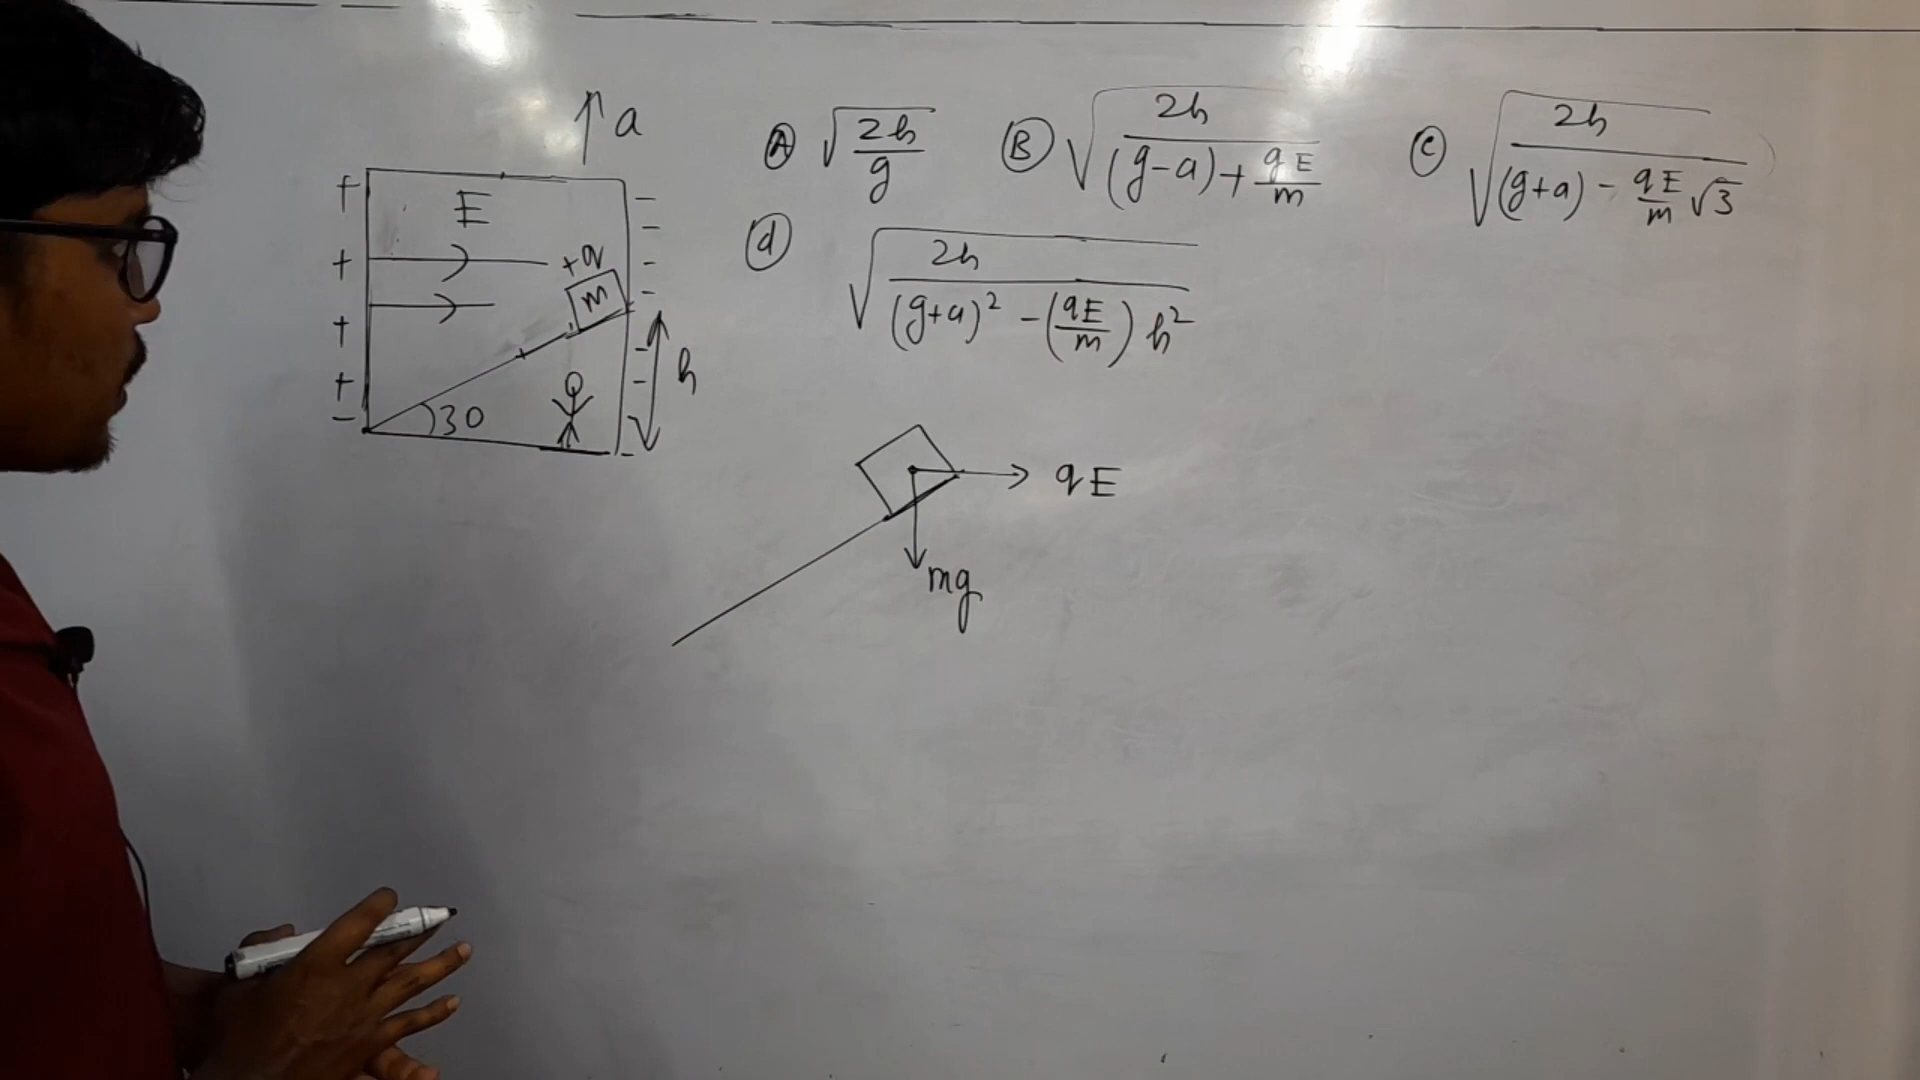 a
E
+q
m
30
h
+
+
+
+
-
-
-
-
-
-
-
-
Ⓐ √(2h/g)
Ⓑ √(2h/((g-a)+qE/m))
Ⓒ √(2h/((g+a)-qE/m √3))
ⓓ √(2h/((g+a)²-(qE/m)h²))
qE
mg